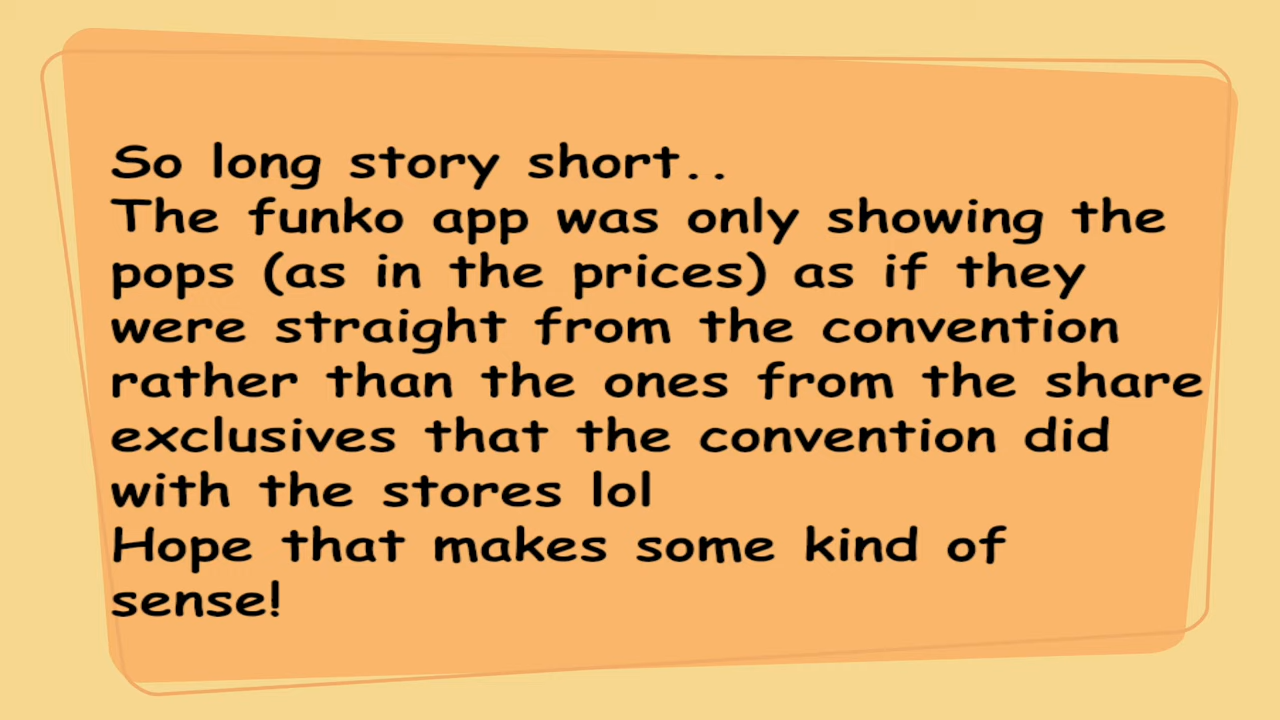 So long story short..
The funko app was only showing the
pops (as in the prices) as if they
were straight from the convention
rather than the ones from the share
exclusives that the convention did
with the stores lol
Hope that makes some kind of
sense!